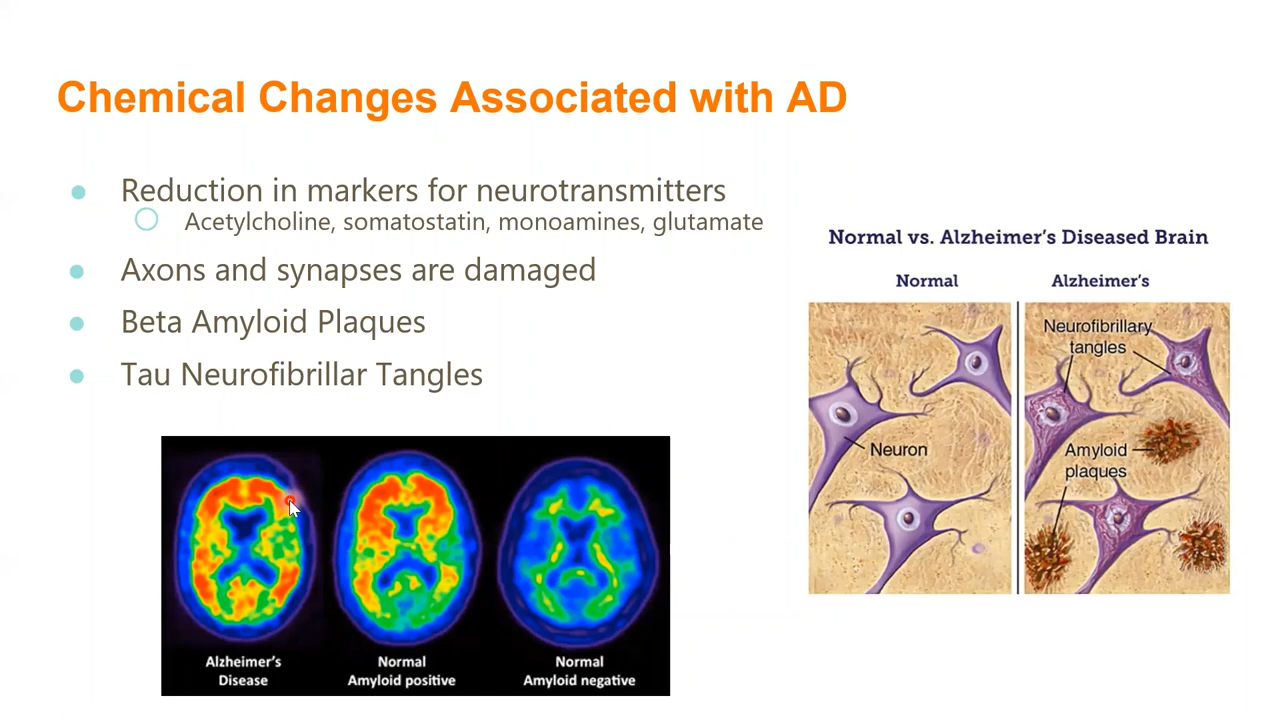 Chemical Changes Associated with AD
Reduction in markers for neurotransmitters
Acetylcholine, somatostatin, monoamines, glutamate
Axons and synapses are damaged
Beta Amyloid Plaques
Tau Neurofibrillar Tangles
Alzheimer's
Disease
Normal
Amyloid positive
Normal
Amyloid negative
Normal vs. Alzheimer's Diseased Brain
Normal
Alzheimer's
Neuron
Neurofibrillary
tangles
Amyloid
plaques